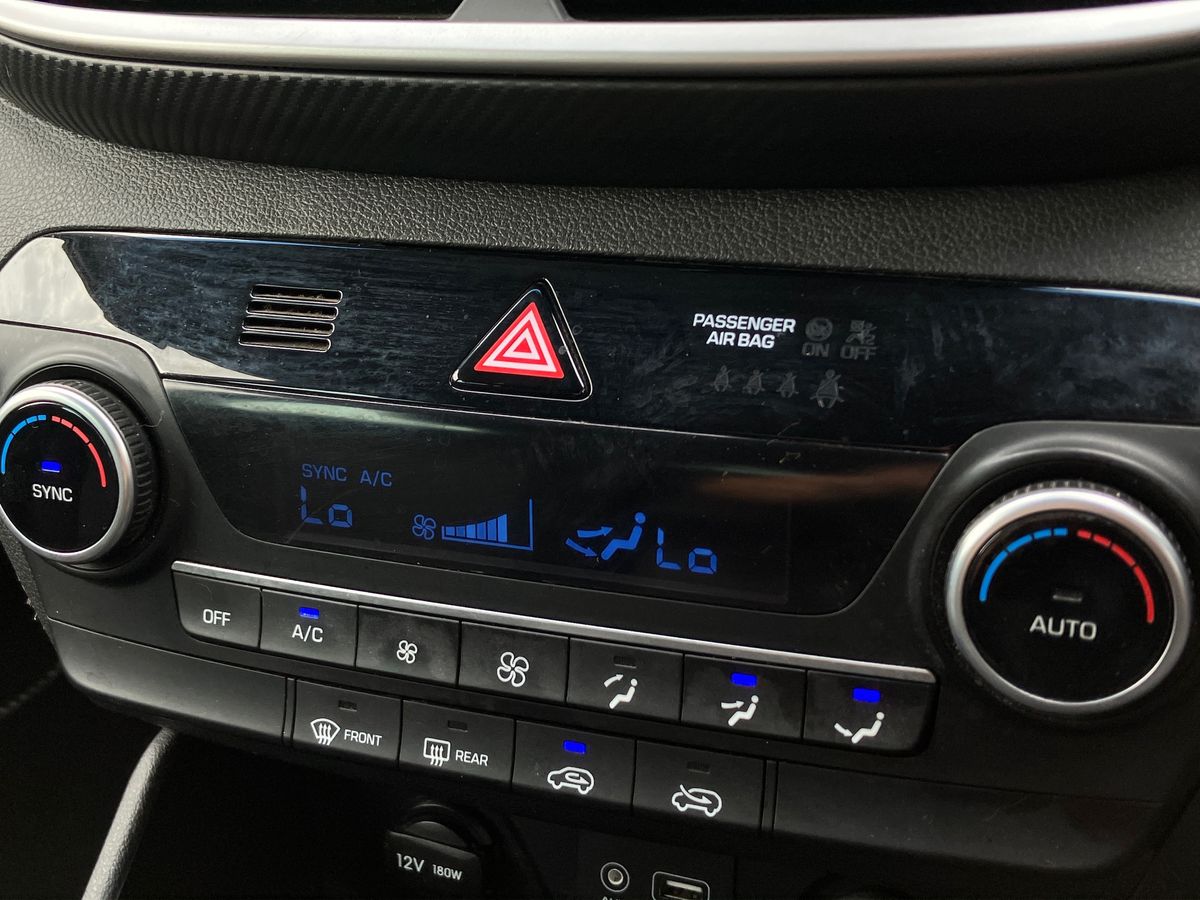 PASSENGER
AIR BAG
ON OFF
SYNC A/C
Lo
Lo
SYNC
AUTO
OFF
A/C
FRONT
REAR
12V 180W